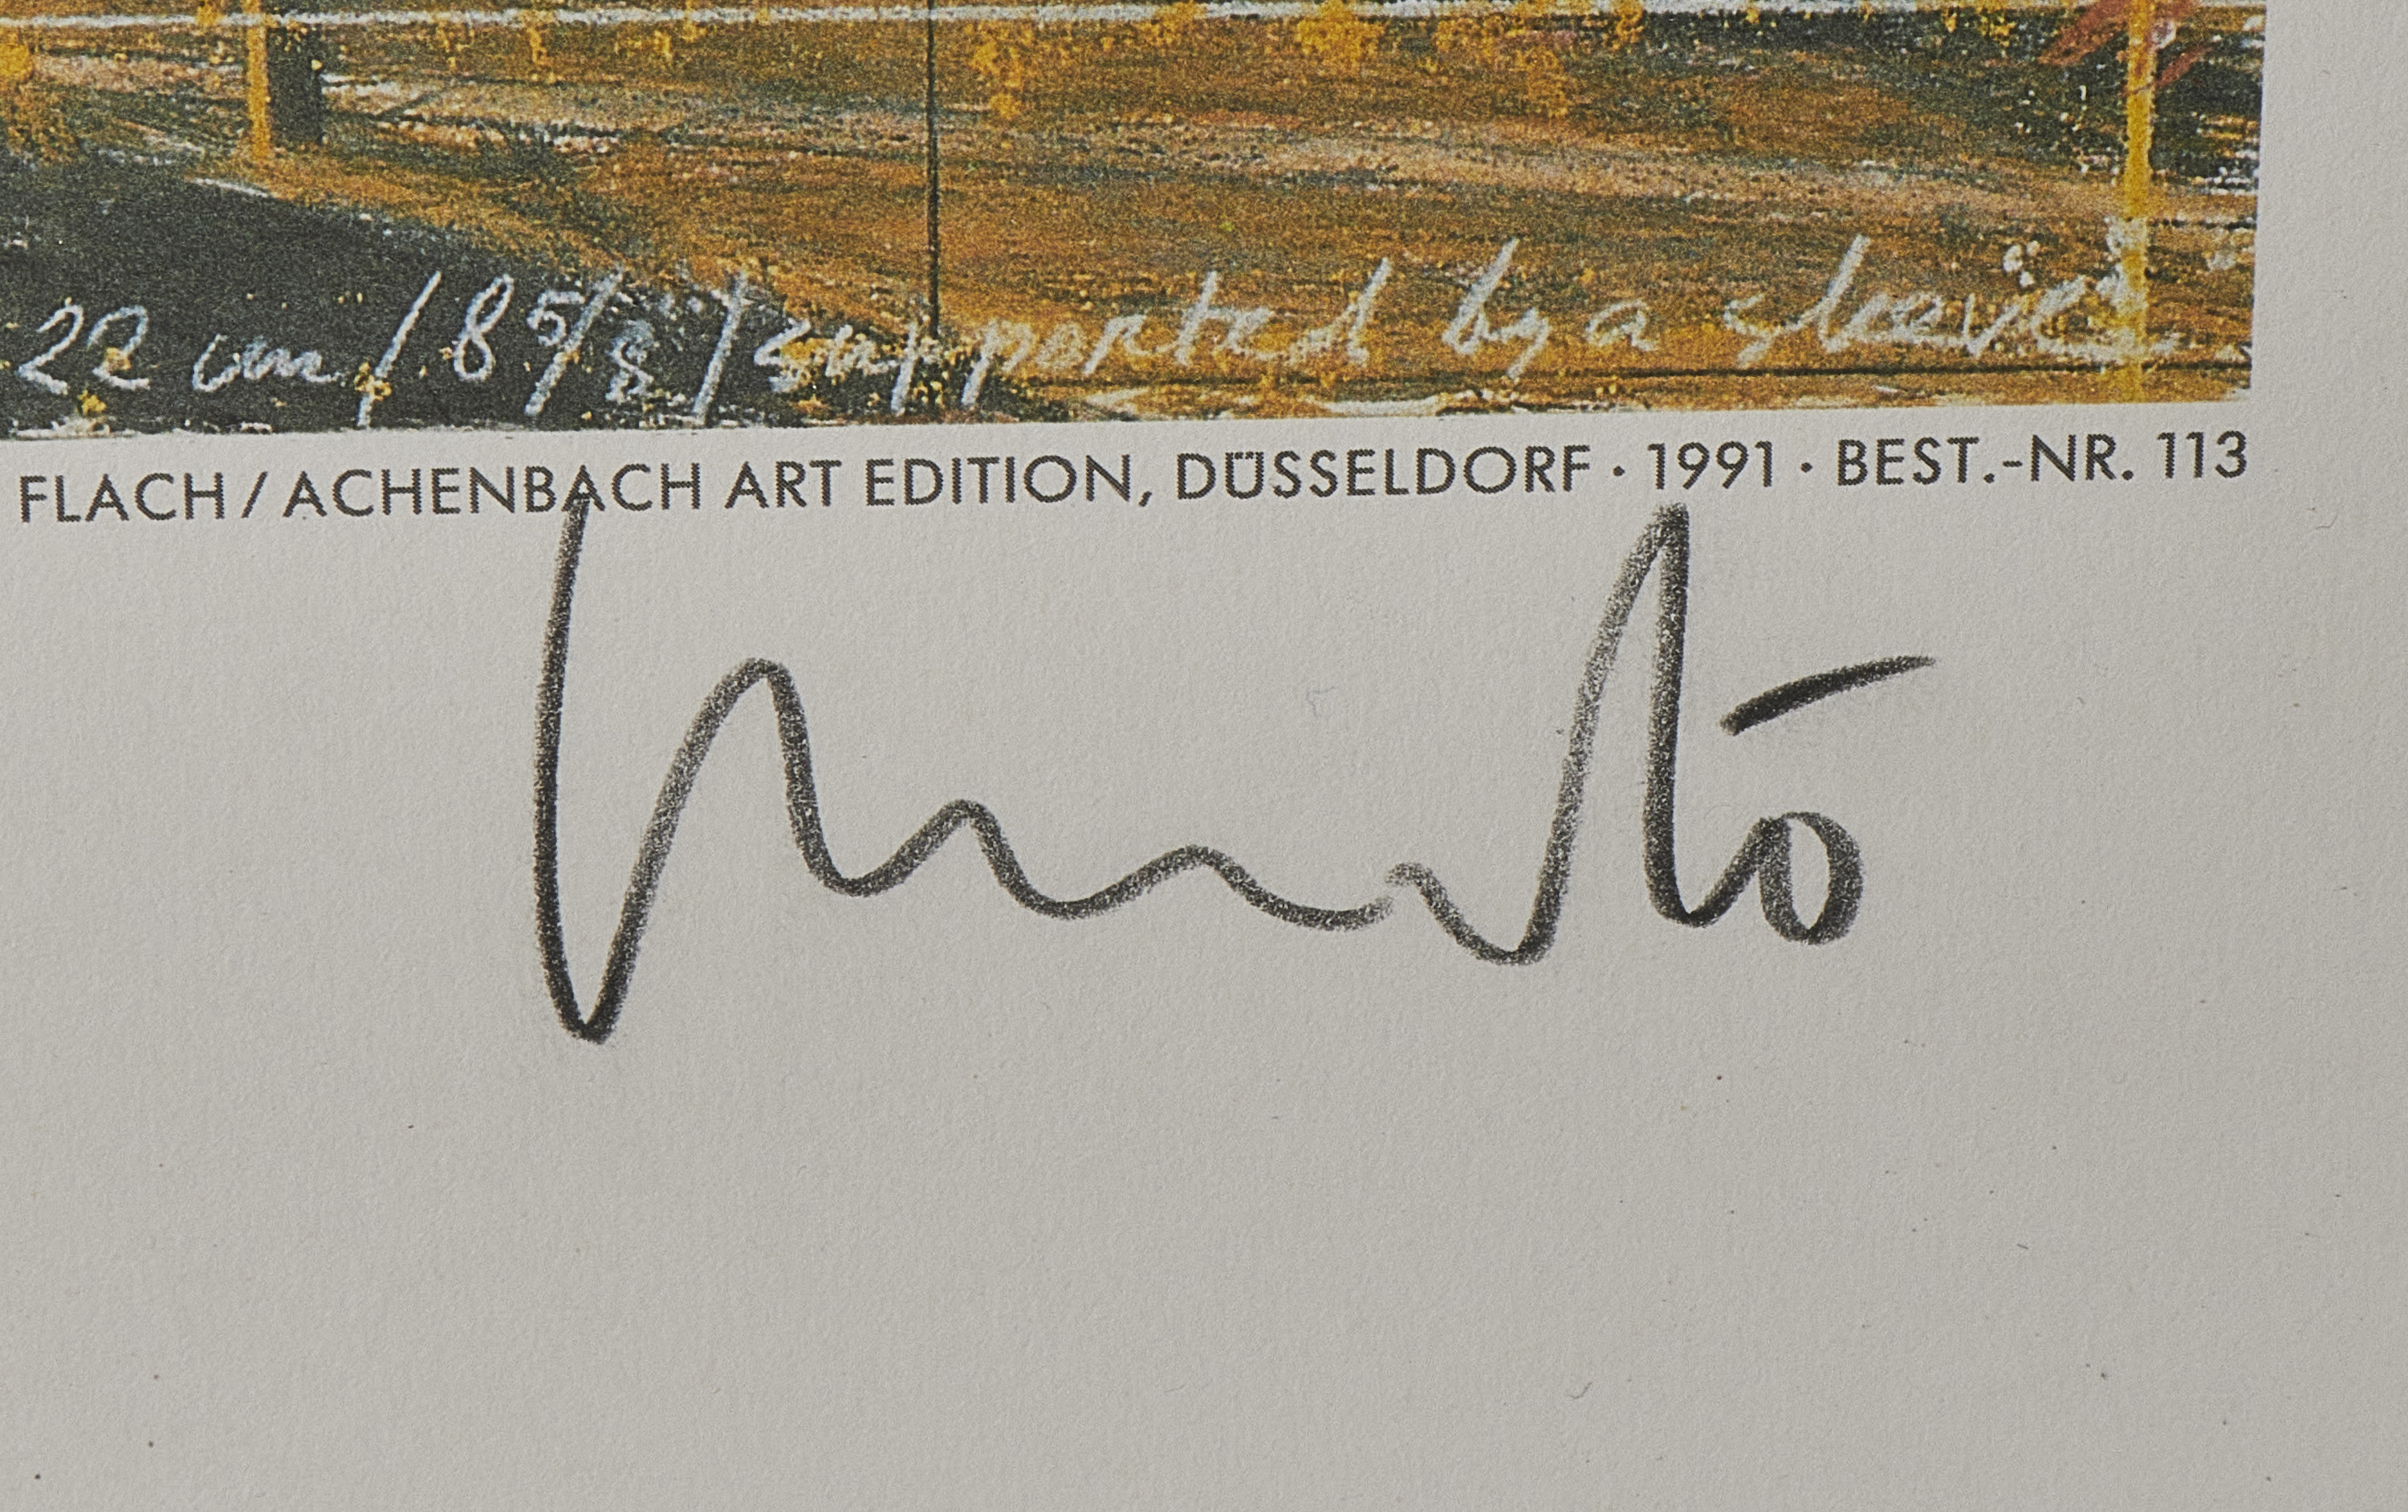 22 cm / 8 5/8 / supported by a sleeve
FLACH / ACHENBACH ART EDITION, DÜSSELDORF · 1991 · BEST.-NR. 113
Christo